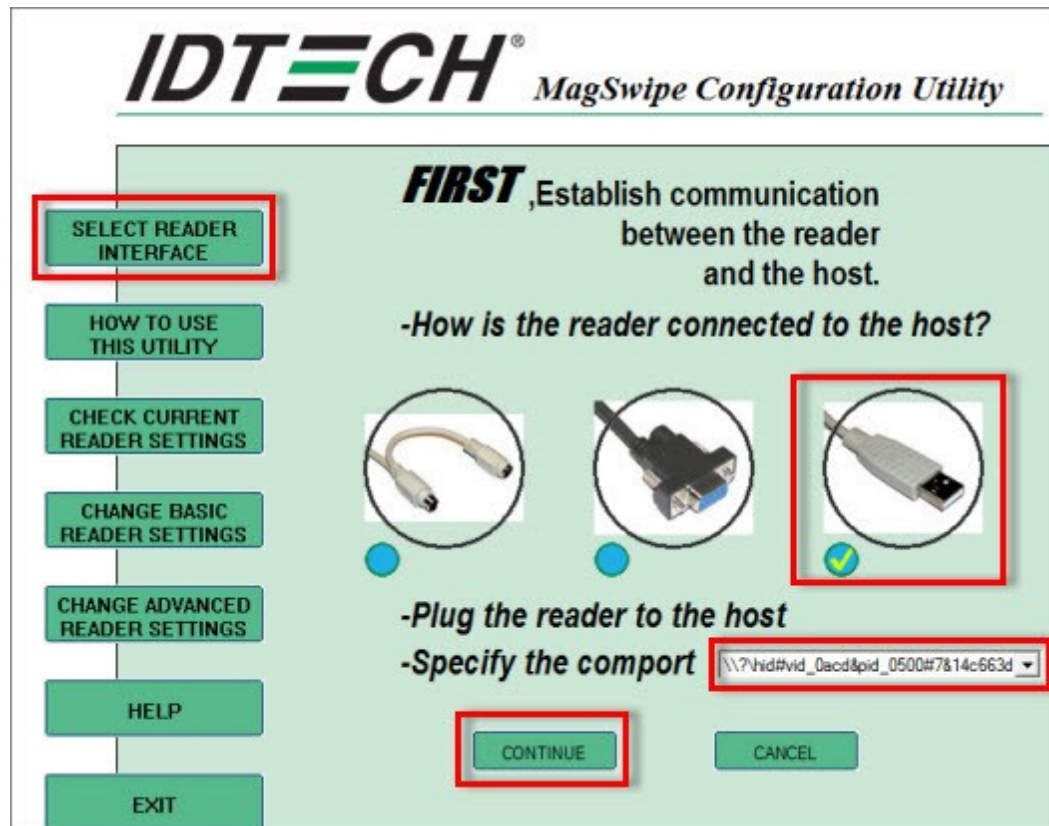 IDTECH®
MagSwipe Configuration Utility
FIRST ,Establish communication
between the reader
and the host.
SELECT READER
INTERFACE
-How is the reader connected to the host?
HOW TO USE
THIS UTILITY
CHECK CURRENT
READER SETTINGS
CHANGE BASIC
READER SETTINGS
CHANGE ADVANCED
READER SETTINGS
-Plug the reader to the host
-Specify the comport \\?\hid#vid_0acd&pid_0500#7&14c663d
HELP
CONTINUE
CANCEL
EXIT